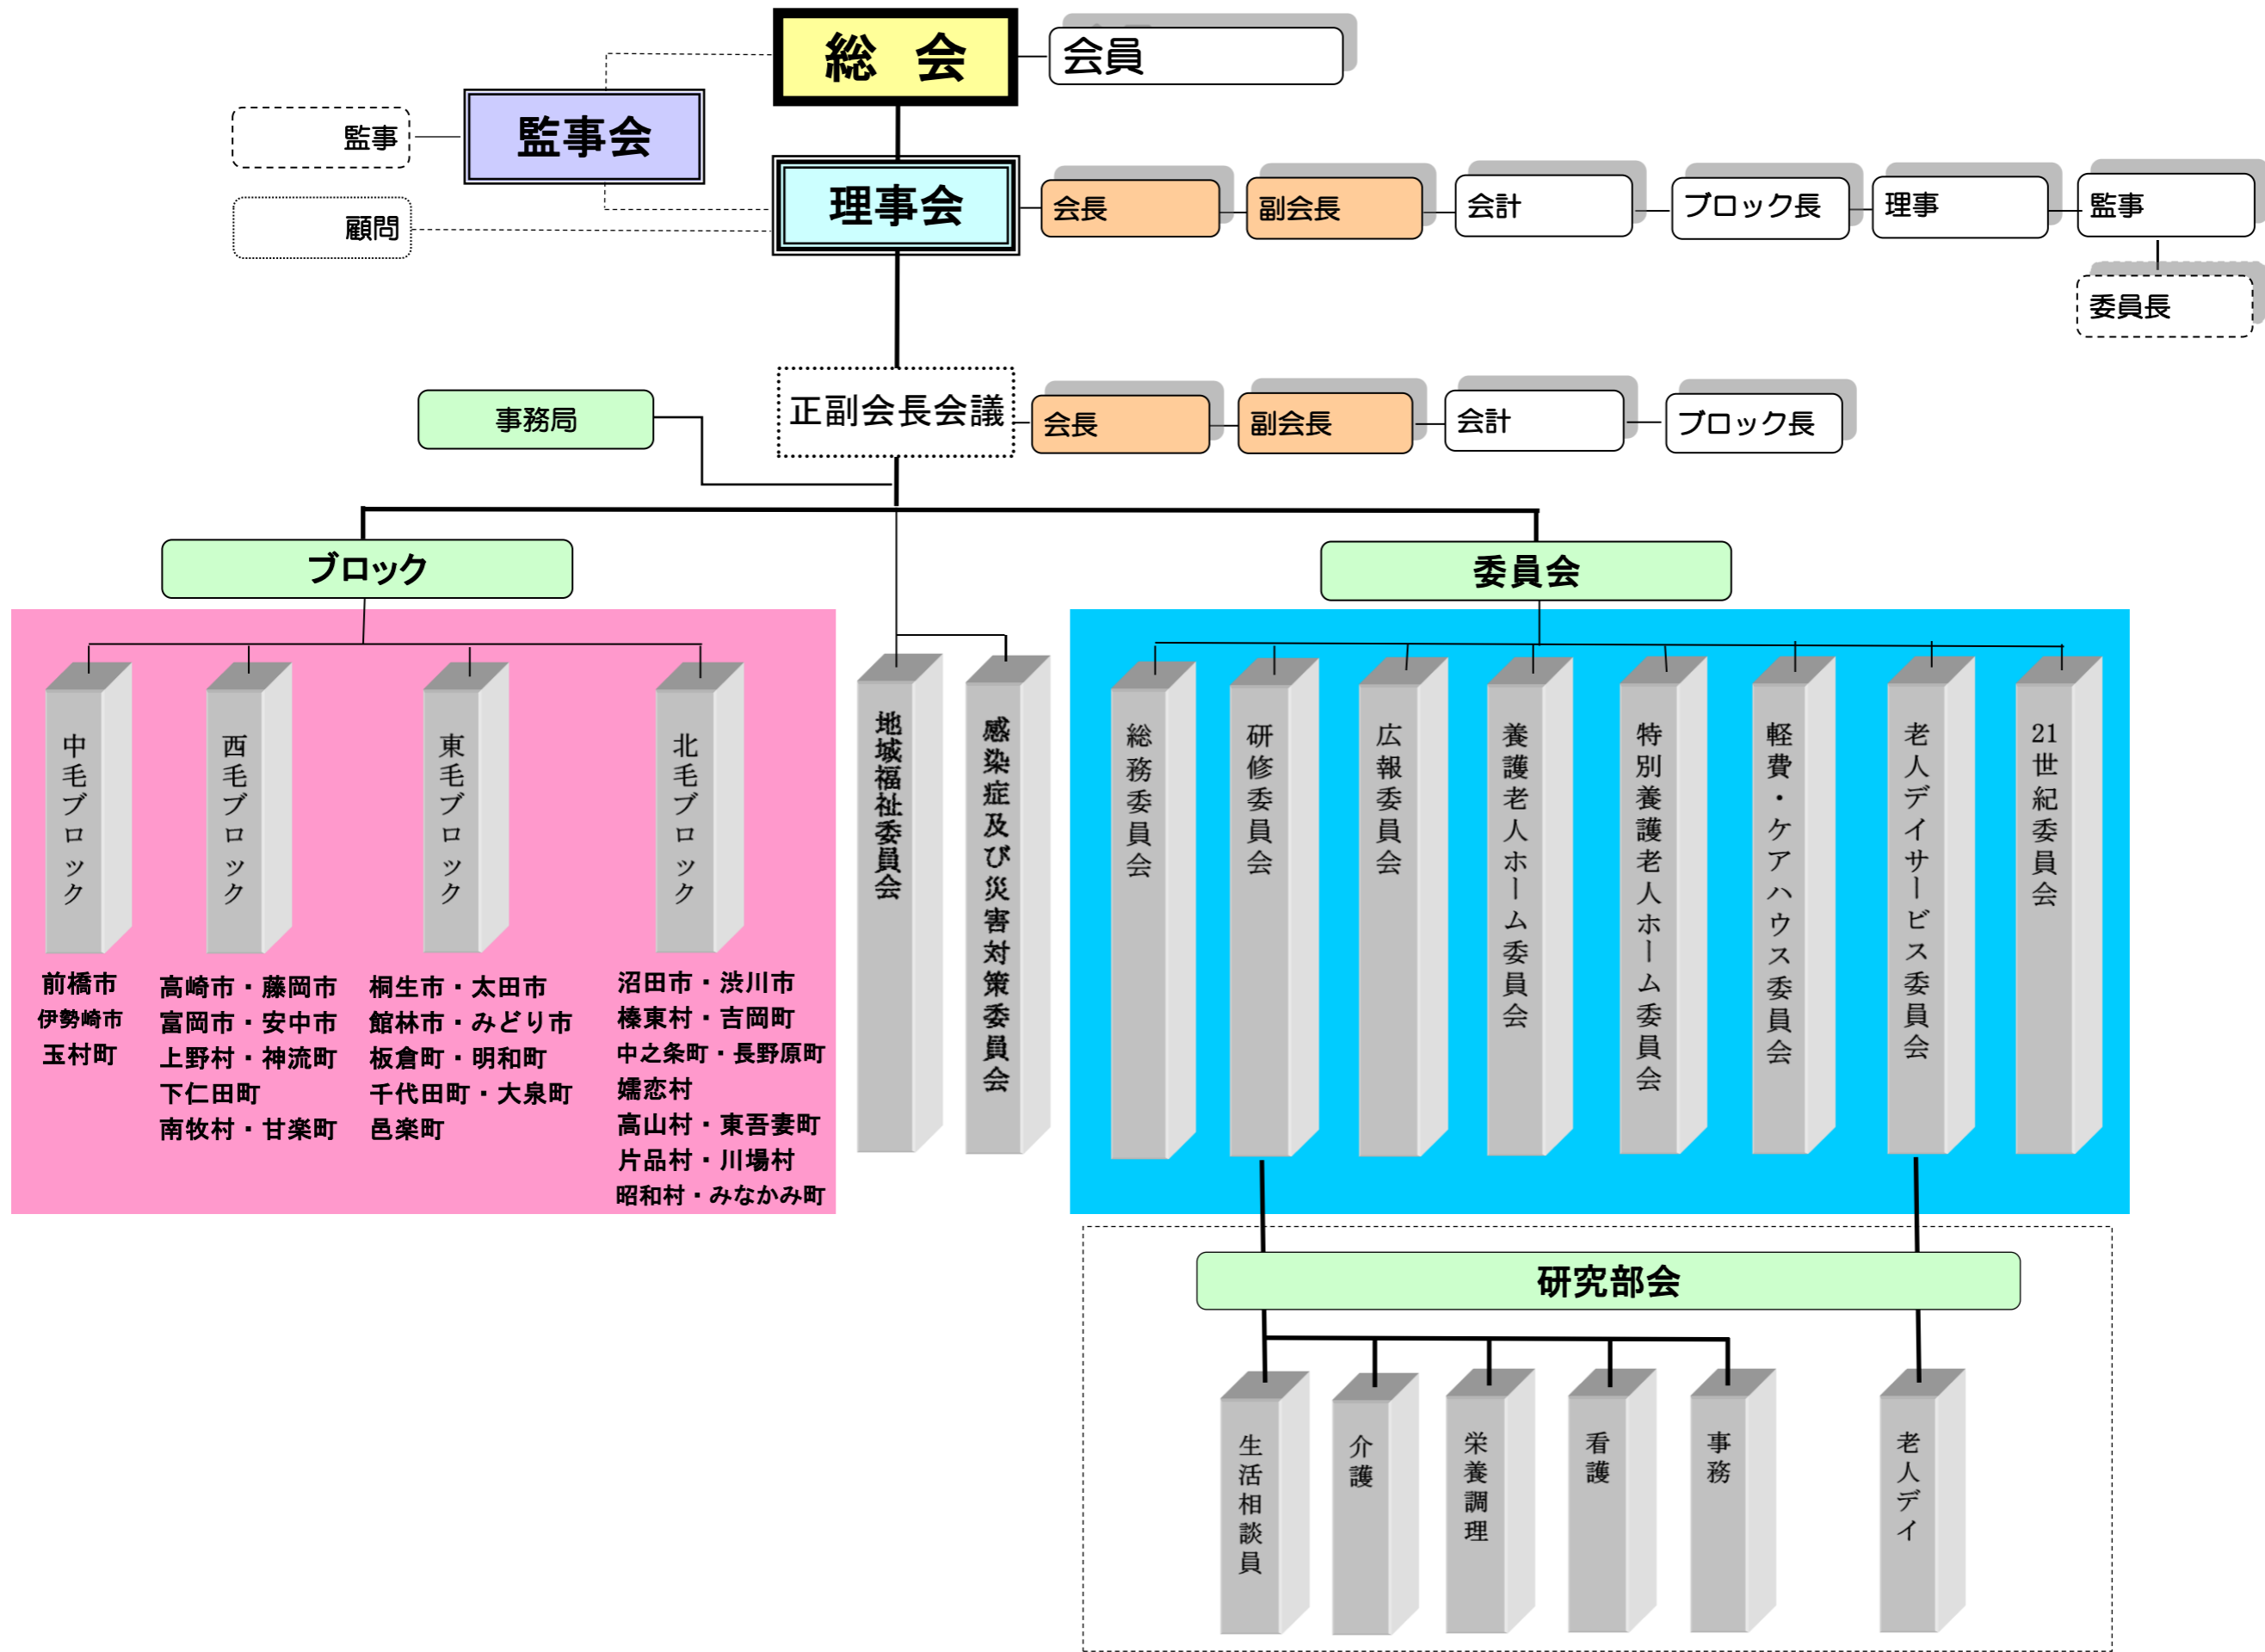 総　会
会員
監事会
監事
理事会
会長
副会長
会計
ブロック長
理事
監事
顧問
委員長
正副会長会議
会長
副会長
会計
ブロック長
事務局
ブロック
委員会
中毛ブロック
西毛ブロック
東毛ブロック
北毛ブロック
地域福祉委員会
感染症及び災害対策委員会
総務委員会
研修委員会
広報委員会
養護老人ホーム委員会
特別養護老人ホーム委員会
軽費・ケアハウス委員会
老人デイサービス委員会
21世紀委員会
前橋市
伊勢崎市
玉村町
高崎市・藤岡市
富岡市・安中市
上野村・神流町
下仁田町
南牧村・甘楽町
桐生市・太田市
館林市・みどり市
板倉町・明和町
千代田町・大泉町
邑楽町
沼田市・渋川市
榛東村・吉岡町
中之条町・長野原町
嬬恋村
高山村・東吾妻町
片品村・川場村
昭和村・みなかみ町
研究部会
生活相談員
介護
栄養調理
看護
事務
老人デイ